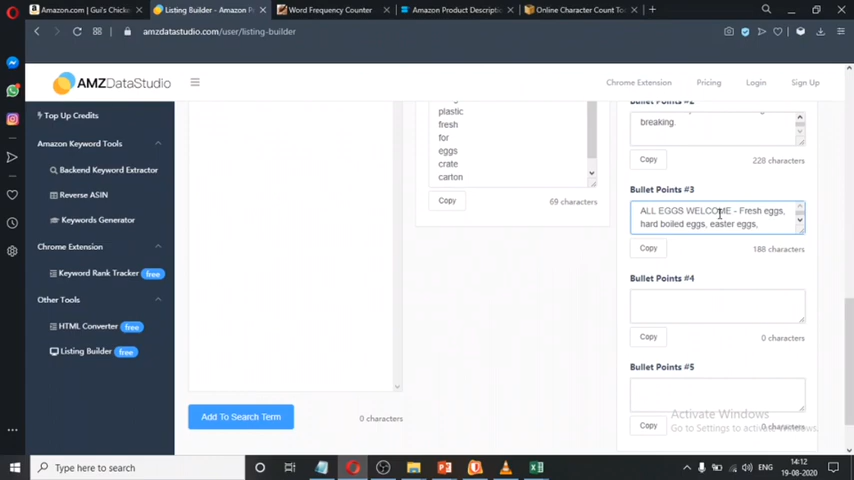 Amazon.com | Gui's Chicke
Listing Builder - Amazon P
Word Frequency Counter
Amazon Product Descripti
Online Character Count To
amzdatastudio.com/user/listing-builder
AMZDataStudio
Chrome Extension
Pricing
Login
Sign Up
Top Up Credits
Amazon Keyword Tools
Backend Keyword Extractor
Reverse ASIN
Keywords Generator
Chrome Extension
Keyword Rank Tracker free
Other Tools
HTML Converter free
Listing Builder free
Add To Search Term
0 characters
plastic
fresh
for
eggs
crate
carton
Copy
69 characters
Bullet Points #2
breaking.
Copy
228 characters
Bullet Points #3
ALL EGGS WELCOME - Fresh eggs,
hard boiled eggs, easter eggs,
Copy
188 characters
Bullet Points #4
Copy
0 characters
Bullet Points #5
Copy
0 characters
Activate Windows
Go to Settings to activate Windows.
Type here to search
ENG
14:12
19-08-2020